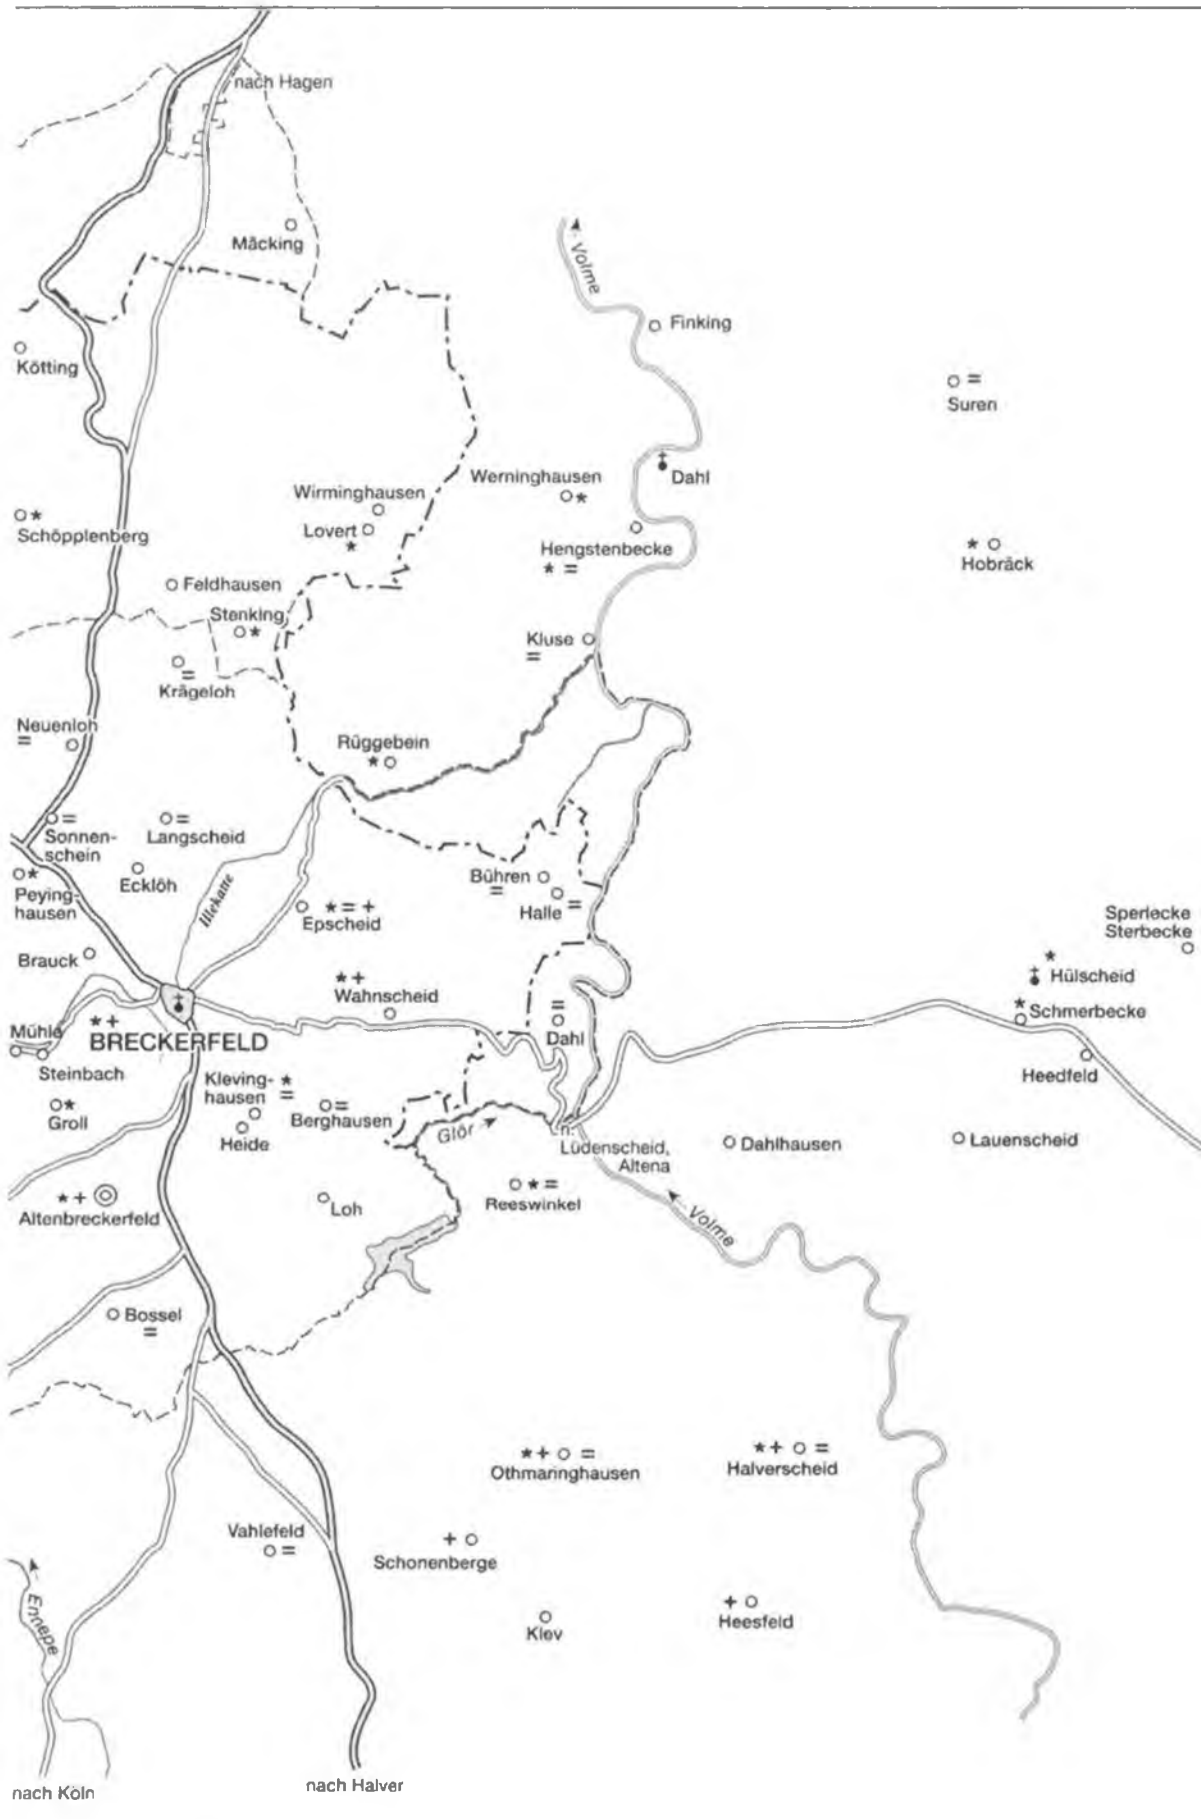 nach Hagen
Mäcking
Volme
Finking
Kötting
Suren
Werninghausen
Dahl
Wirminghausen
Lovert
Schöpplenberg
Hengstenbecke
Hobräck
Feldhausen
Stenking
Kluse
Krägeloh
Neuenloh
Rüggebein
Sonnen-
schein
Langscheid
Ecklöh
Peying-
hausen
Illekatte
Bühren
Halle
Epscheid
Sperlecke
Sterbecke
Brauck
Hülscheid
Wahnscheid
Schmerbecke
Mühle
BRECKERFELD
Dahl
Steinbach
Heedfeld
Kleving-
hausen
Groll
Berghausen
Heide
Glör
n.
Lüdenscheid,
Altena
Dahlhausen
Lauenscheid
Altenbreckerfeld
Loh
Reeswinkel
Volme
Bossel
Othmaringhausen
Halverscheid
Vahlefeld
Schonenberge
Ennepe
Klev
Heesfeld
nach Köln
nach Halver